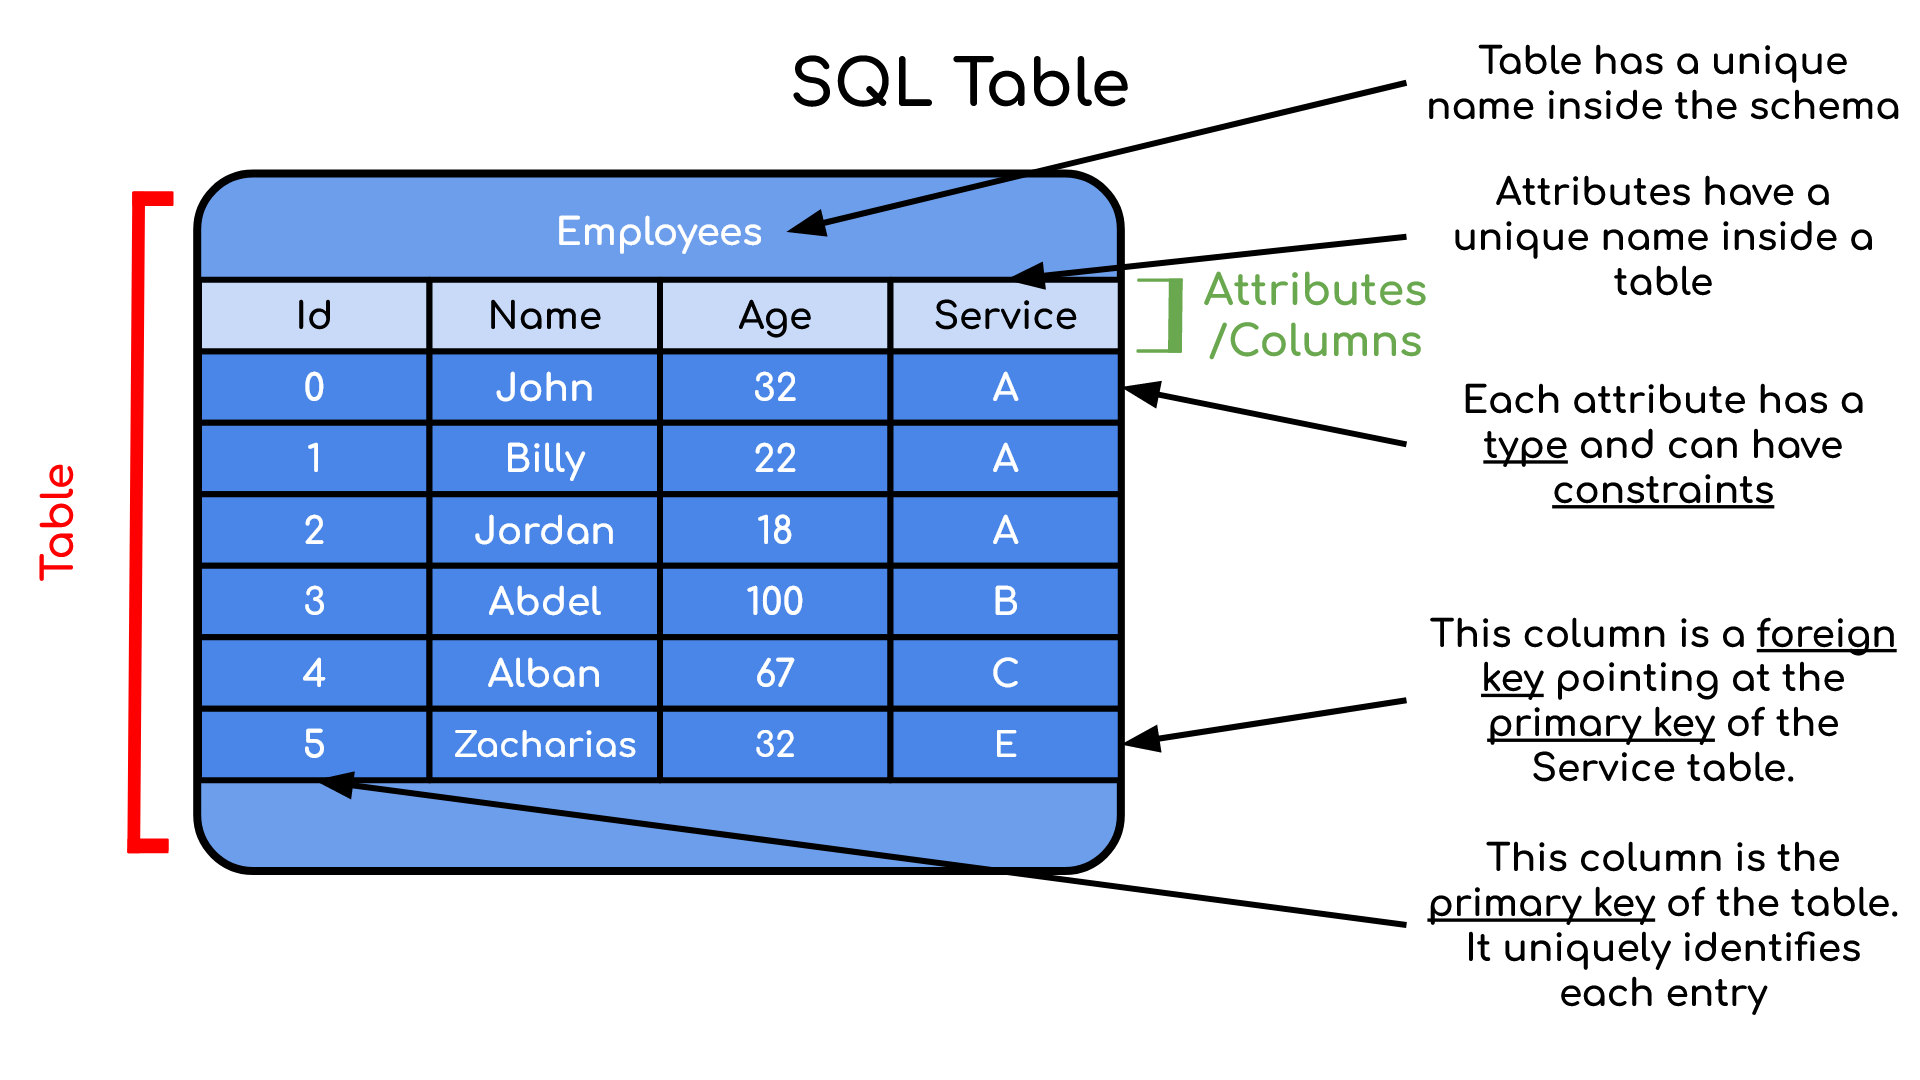 SQL Table
Table has a unique
name inside the schema
Attributes have a
unique name inside a
table
Employees
Attributes
/Columns
Id Name Age Service
0 John 32 A
1 Billy 22 A
2 Jordan 18 A
3 Abdel 100 B
4 Alban 67 C
5 Zacharias 32 E
Table
Each attribute has a
type and can have
constraints
This column is a foreign
key pointing at the
primary key of the
Service table.
This column is the
primary key of the table.
It uniquely identifies
each entry